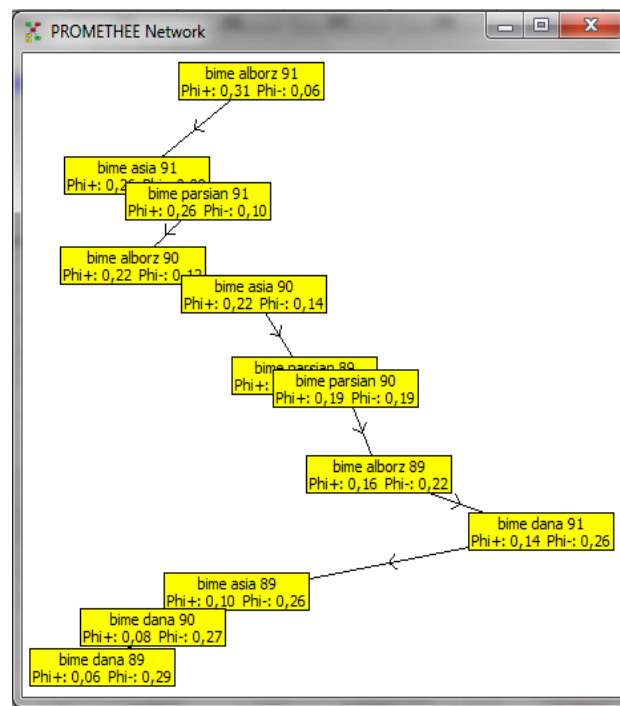 PROMETHEE Network
bime alborz 91
Phi+: 0,31 Phi-: 0,06
bime asia 91
Phi+:
bime parsian 91
Phi+: 0,26 Phi-: 0,10
bime alborz 90
Phi+: 0,22 Phi-:
bime asia 90
Phi+: 0,22 Phi-: 0,14
bime parsian 89
Phi+:
bime parsian 90
Phi+: 0,19 Phi-: 0,19
bime alborz 89
Phi+: 0,16 Phi-: 0,22
bime dana 91
Phi+: 0,14 Phi-: 0,26
bime asia 89
Phi+: 0,10 Phi-: 0,26
bime dana 90
Phi+: 0,08 Phi-: 0,27
bime dana 89
Phi+: 0,06 Phi-: 0,29